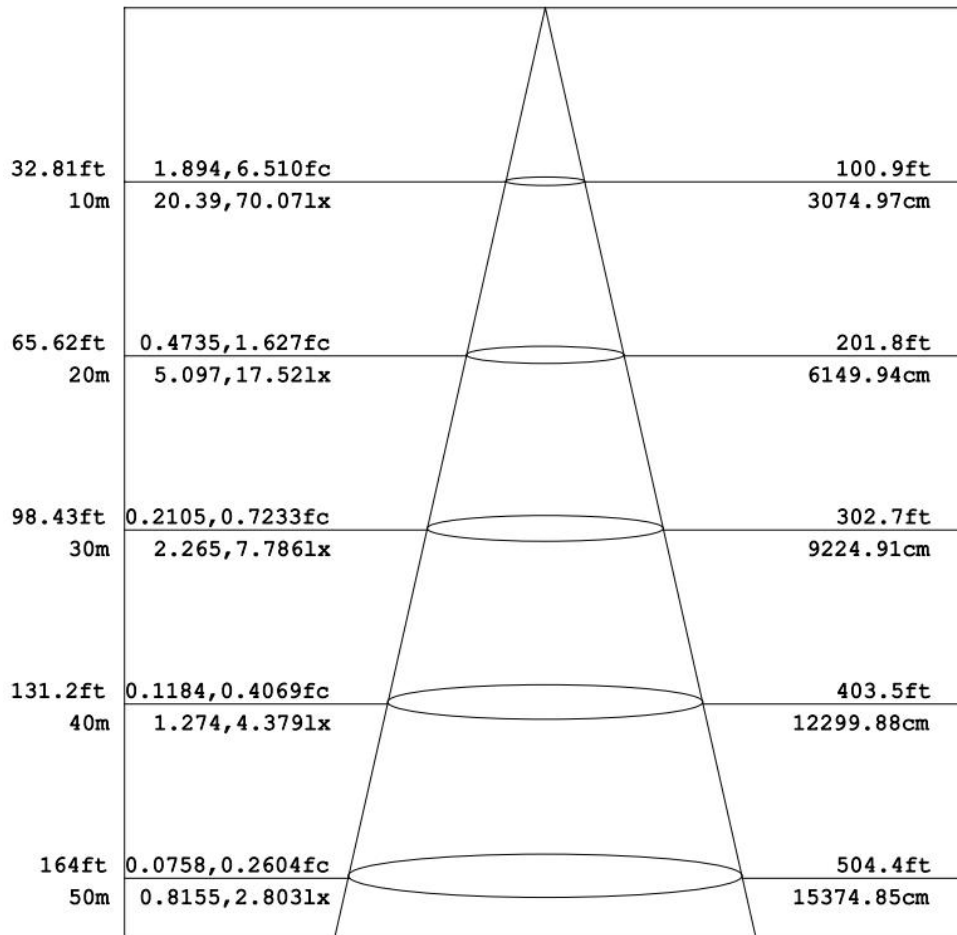 32.81ft 1.894,6.510fc 100.9ft
10m 20.39,70.07lx 3074.97cm
65.62ft 0.4735,1.627fc 201.8ft
20m 5.097,17.52lx 6149.94cm
98.43ft 0.2105,0.7233fc 302.7ft
30m 2.265,7.786lx 9224.91cm
131.2ft 0.1184,0.4069fc 403.5ft
40m 1.274,4.379lx 12299.88cm
164ft 0.0758,0.2604fc 504.4ft
50m 0.8155,2.803lx 15374.85cm